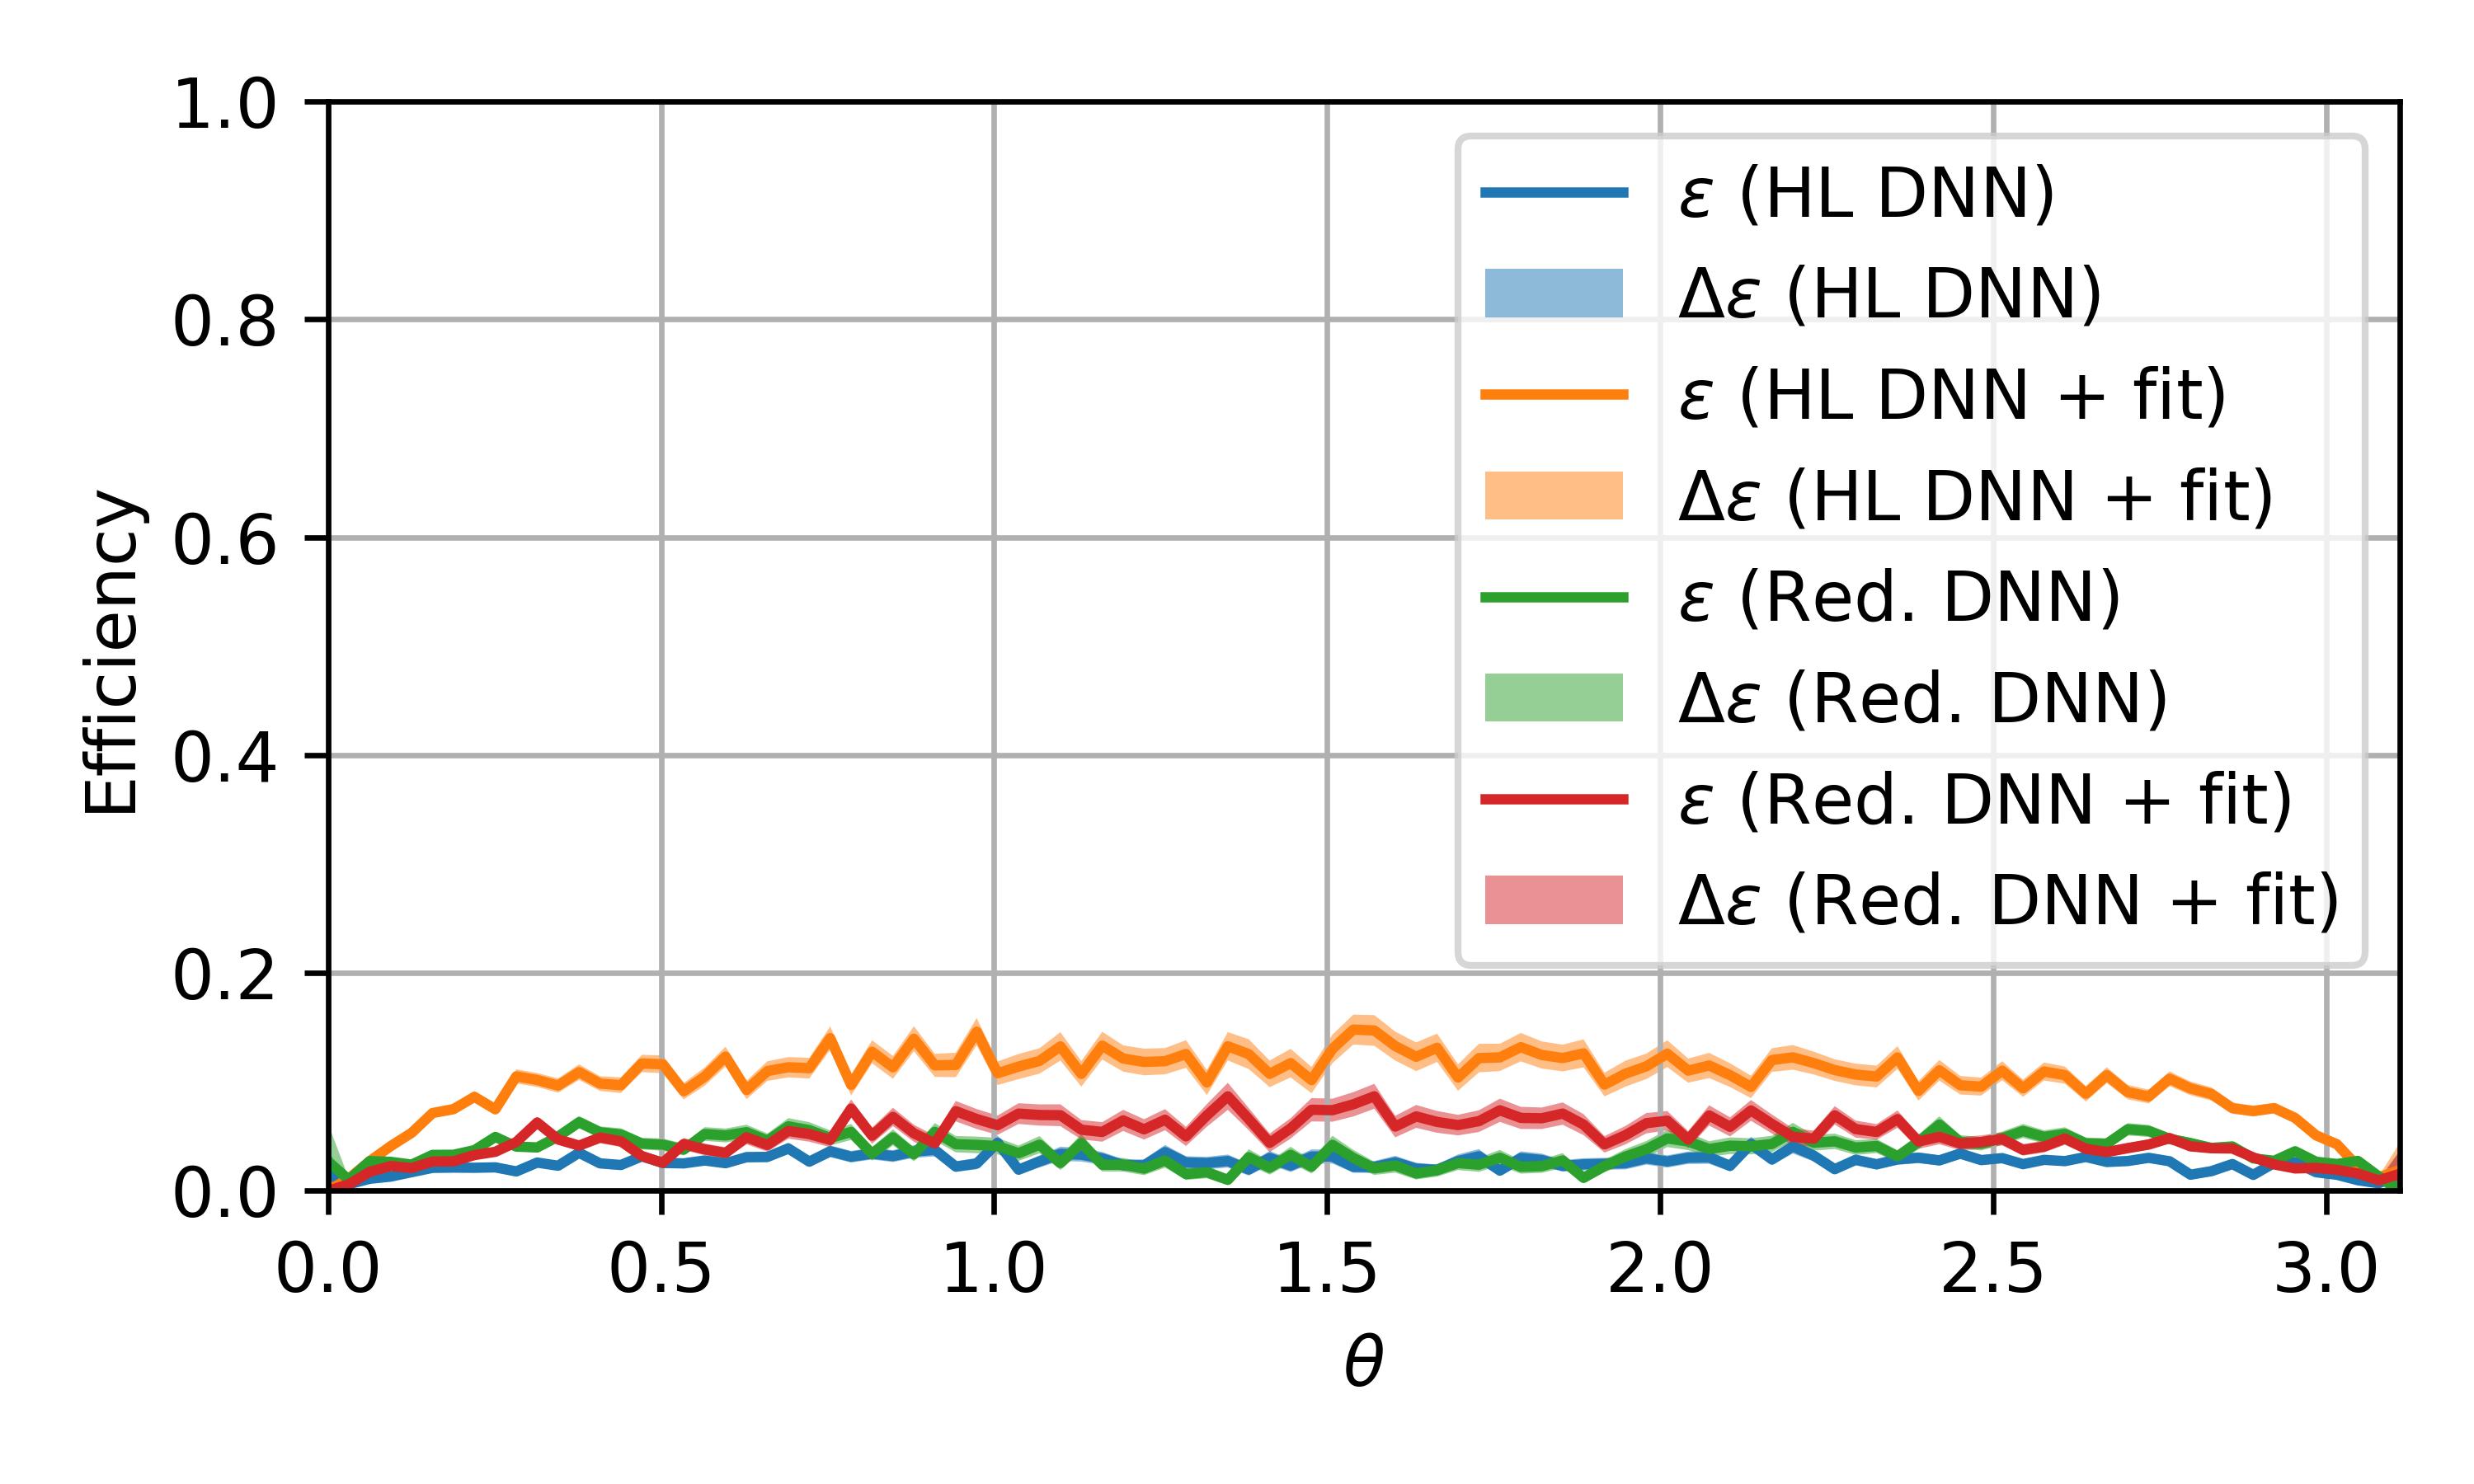 1.0
0.8
0.6
0.4
0.2
0.0
Efficiency
ε (HL DNN)
Δε (HL DNN)
ε (HL DNN + fit)
Δε (HL DNN + fit)
ε (Red. DNN)
Δε (Red. DNN)
ε (Red. DNN + fit)
Δε (Red. DNN + fit)
0.0 0.5 1.0 1.5 2.0 2.5 3.0
θ